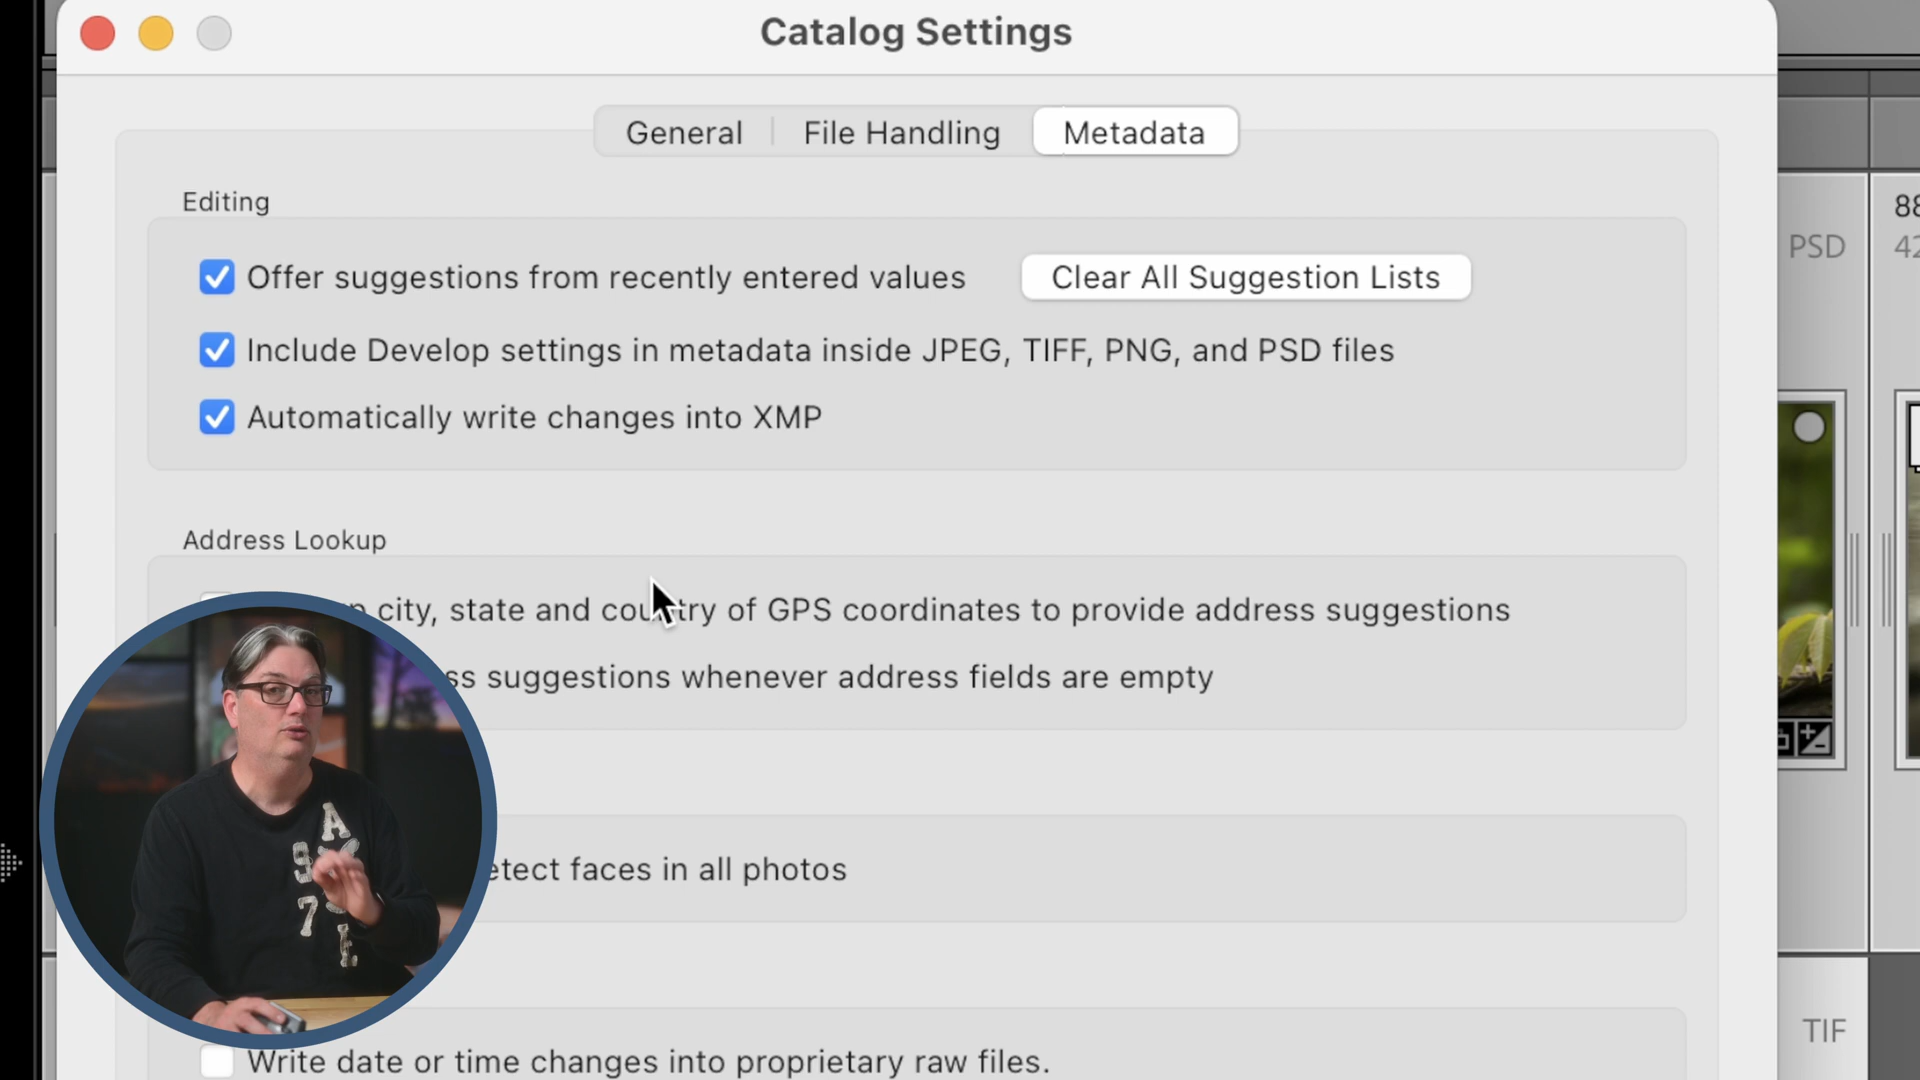 Catalog Settings
General File Handling Metadata
Editing
Offer suggestions from recently entered values Clear All Suggestion Lists
Include Develop settings in metadata inside JPEG, TIFF, PNG, and PSD files
Automatically write changes into XMP
Address Lookup
city, state and country of GPS coordinates to provide address suggestions
suggestions whenever address fields are empty
faces in all photos
Write date or time changes into proprietary raw files.
PSD
TIF
A
9
7